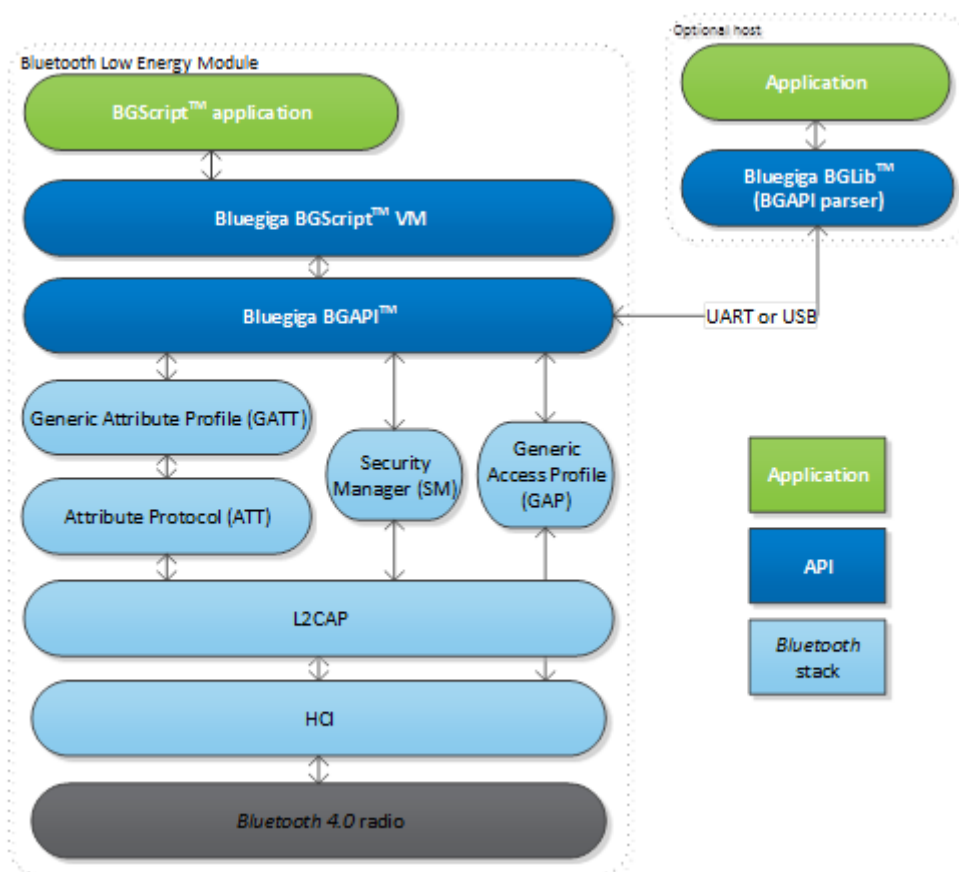 Optional host
Bluetooth Low Energy Module
BGScript™ application
Application
Bluegiga BGScript™ VM
Bluegiga BGLib™
(BGAPI parser)
Bluegiga BGAPI™
UART or USB
Generic Attribute Profile (GATT)
Security
Manager (SM)
Generic
Access Profile
(GAP)
Attribute Protocol (ATT)
L2CAP
HCI
Bluetooth 4.0 radio
Application
API
Bluetooth
stack